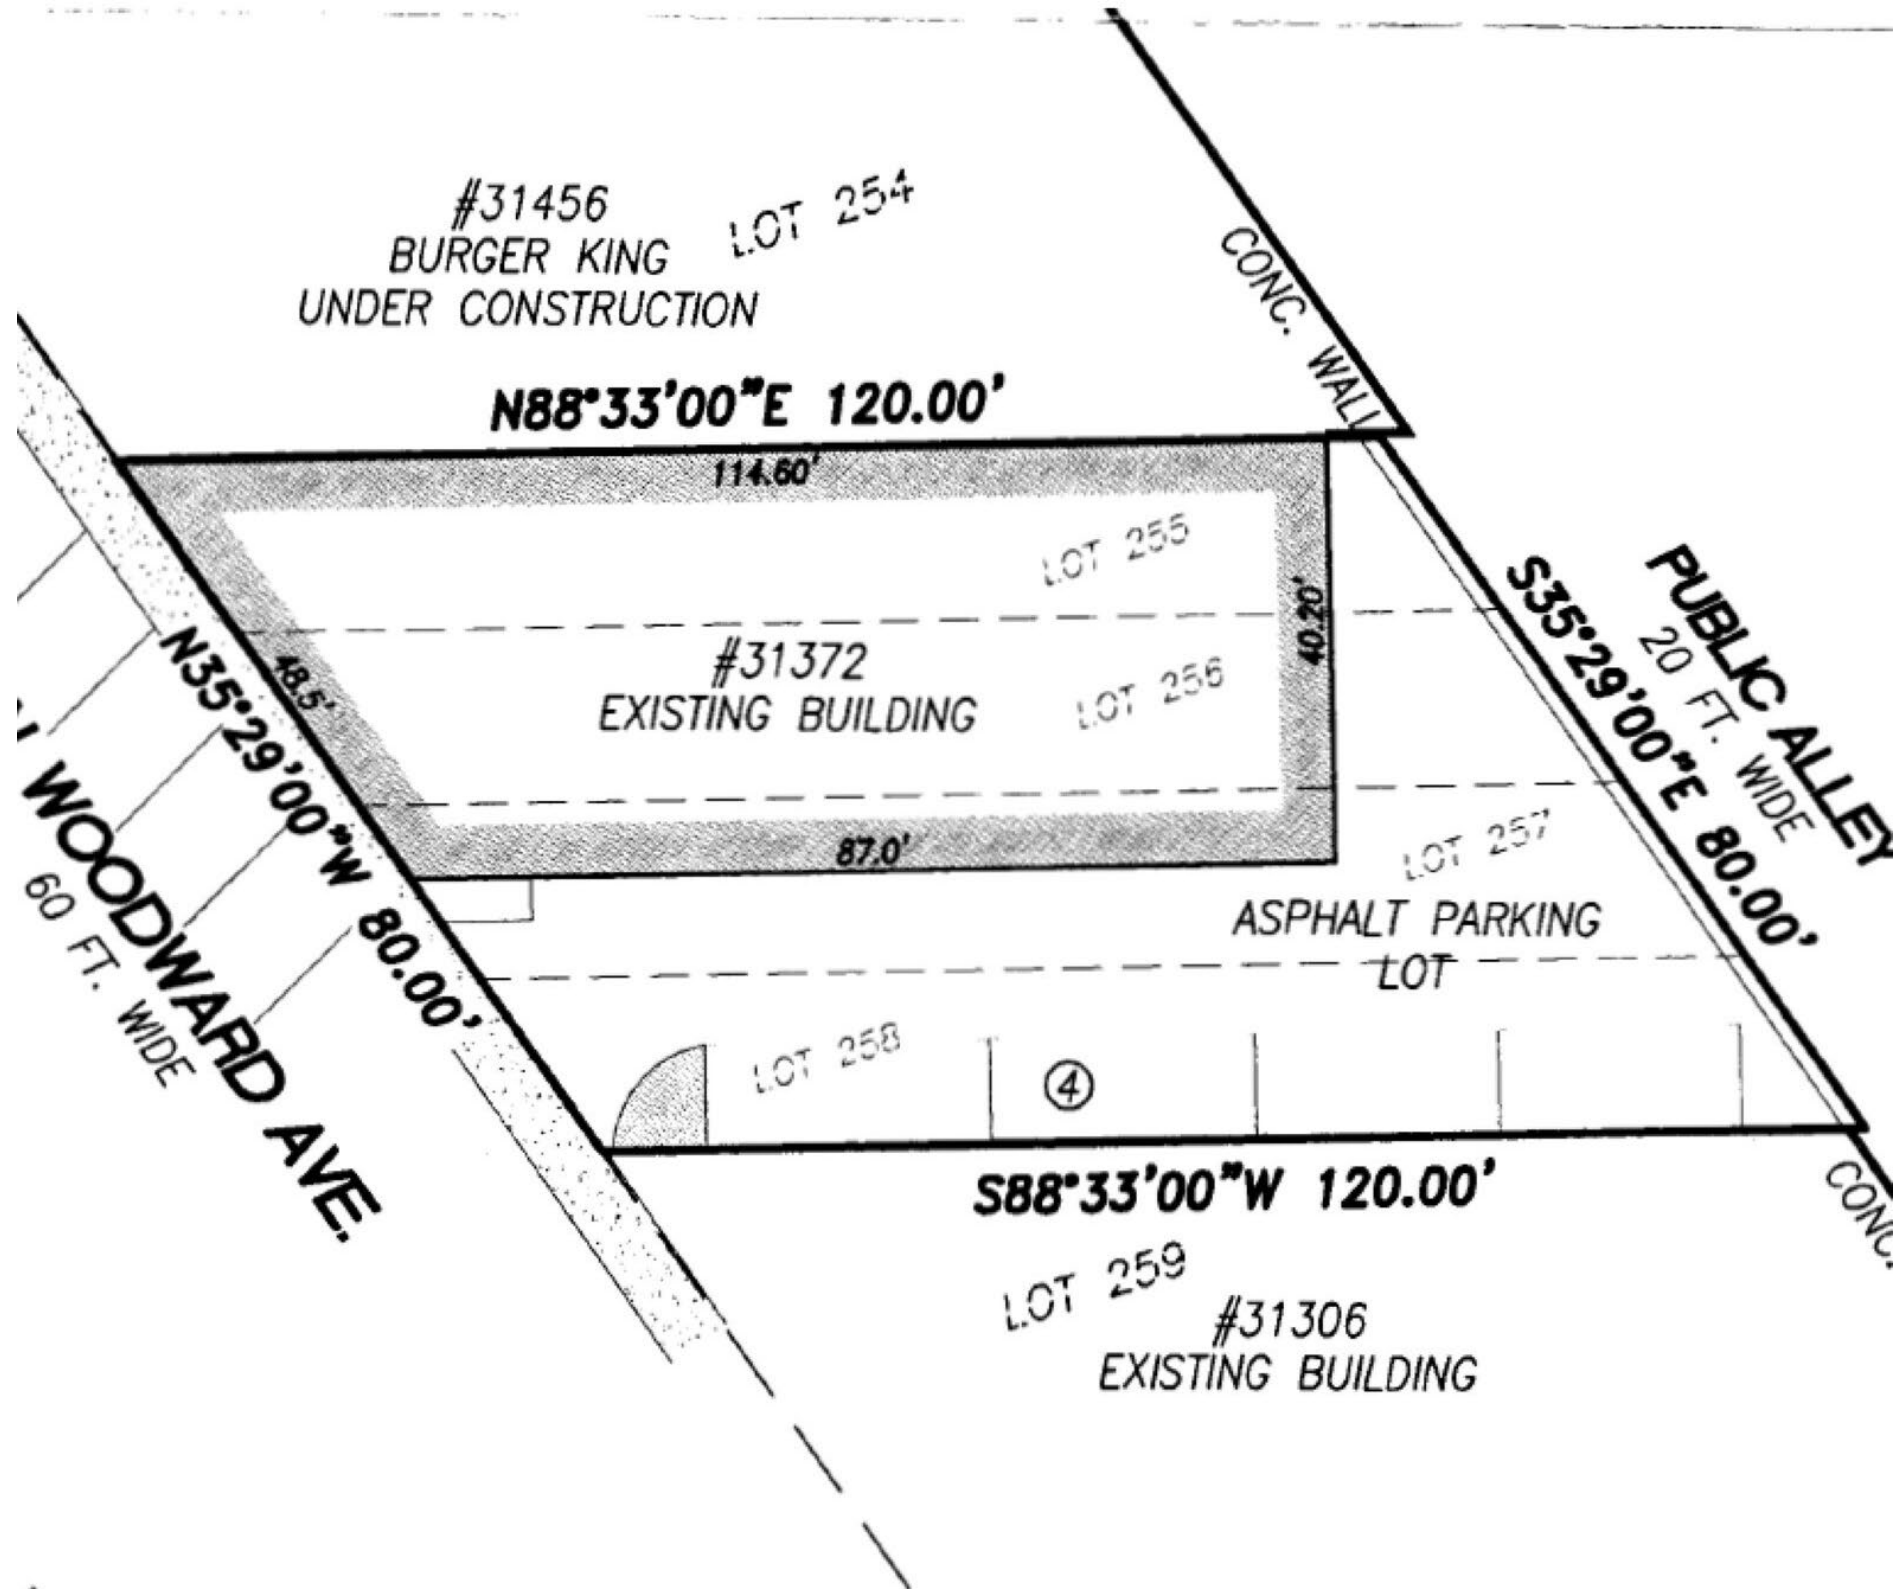 #31456
BURGER KING
UNDER CONSTRUCTION
LOT 254
CONC. WALL
N88°33'00"E 120.00'
114.60'
LOT 255
40.20'
#31372
EXISTING BUILDING
LOT 256
48.5'
N35°29'00"W 80.00'
WOODWARD AVE.
60 FT. WIDE
S35°29'00"E 80.00'
PUBLIC ALLEY
20 FT. WIDE
87.0'
LOT 257
ASPHALT PARKING
LOT
LOT 258
4
S88°33'00"W 120.00'
CONC.
LOT 259
#31306
EXISTING BUILDING